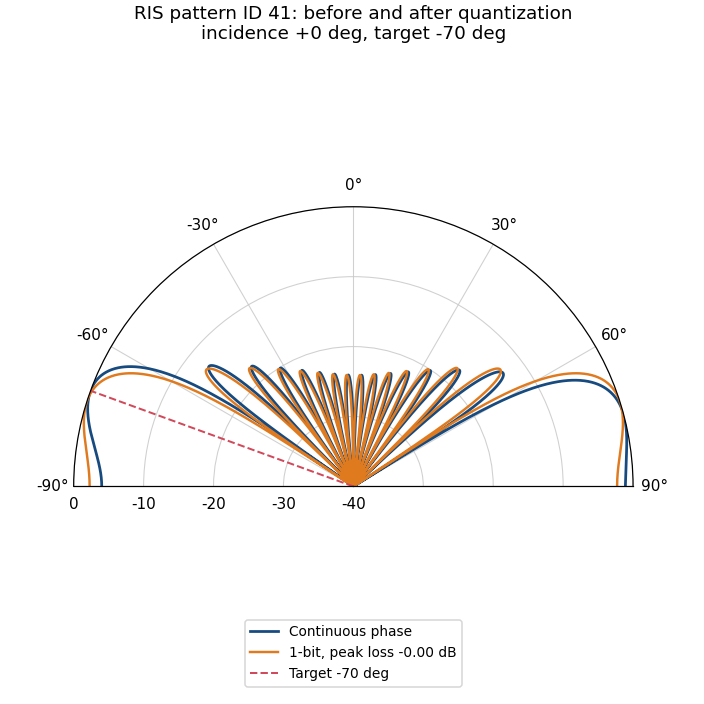 RIS pattern ID 41: before and after quantization
incidence +0 deg, target -70 deg
0°
-30°
30°
-60°
60°
-90°
90°
0
-10
-20
-30
-40
Continuous phase
1-bit, peak loss -0.00 dB
Target -70 deg